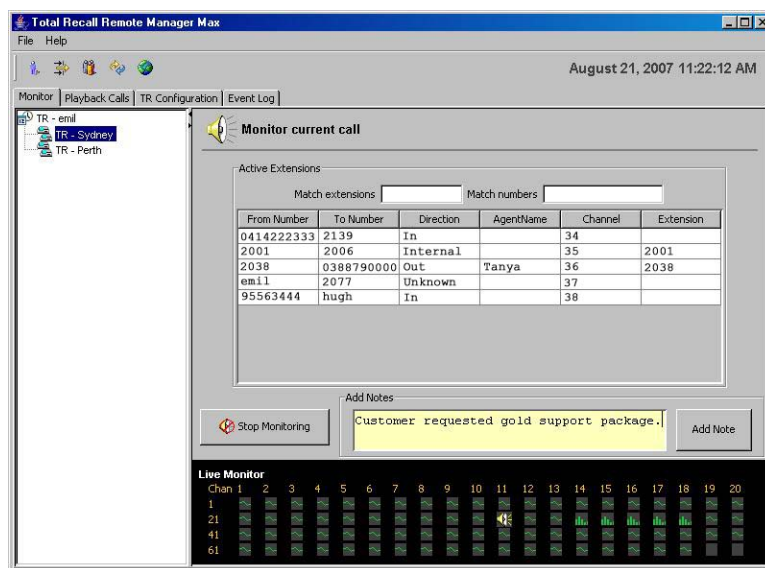 Total Recall Remote Manager Max
File Help
August 21, 2007 11:22:12 AM
Monitor Playback Calls TR Configuration Event Log
TR - emil
TR - Sydney
TR - Perth
Monitor current call
Active Extensions
Match extensions Match numbers
From Number To Number Direction AgentName Channel Extension
0414222333 2139 In 34
2001 2006 Internal 35 2001
2038 0388790000 Out Tanya 36 2038
emil 2077 Unknown 37
95563444 hugh In 38
Stop Monitoring
Add Notes
Customer requested gold support package.
Add Note
Live Monitor
Chan 1 2 3 4 5 6 7 8 9 10 11 12 13 14 15 16 17 18 19 20
1
21
41
61